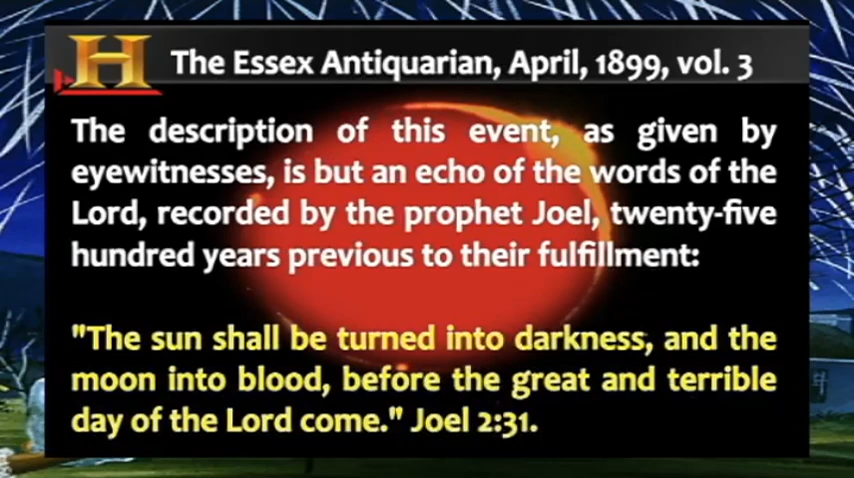 H
The Essex Antiquarian, April, 1899, vol. 3
The description of this event, as given by
eyewitnesses, is but an echo of the words of the
Lord, recorded by the prophet Joel, twenty-five
hundred years previous to their fulfillment:
"The sun shall be turned into darkness, and the
moon into blood, before the great and terrible
day of the Lord come." Joel 2:31.